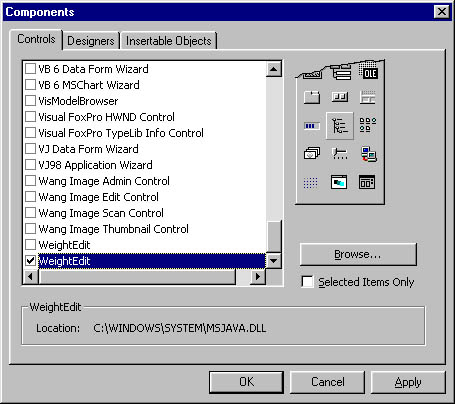 Components
Controls Designers Insertable Objects
VB 6 Data Form Wizard
VB 6 MSChart Wizard
VisModelBrowser
Visual FoxPro HWND Control
Visual FoxPro TypeLib Info Control
VJ Data Form Wizard
VJ98 Application Wizard
Wang Image Admin Control
Wang Image Edit Control
Wang Image Scan Control
Wang Image Thumbnail Control
WeightEdit
WeightEdit
OLE
Browse...
Selected Items Only
WeightEdit
Location: C:\WINDOWS\SYSTEM\MSJAVA.DLL
OK Cancel Apply